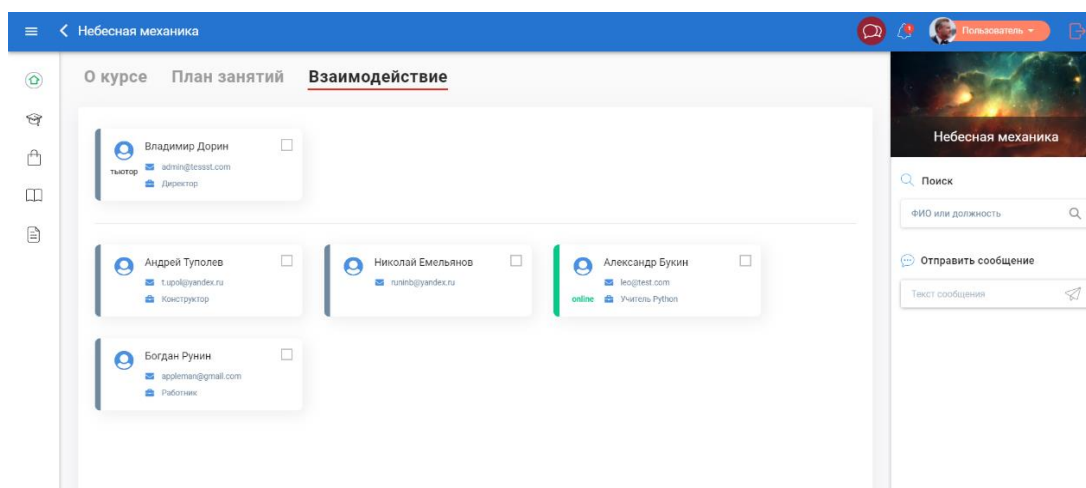 Небесная механика
Пользователь
О курсе План занятий Взаимодействие
Владимир Дорин
тьютор
admin@tessst.com
Директор
Андрей Туполев
t.upol@yandex.ru
Конструктор
Николай Емельянов
runinb@yandex.ru
Александр Букин
leo@test.com
online
Учитель Python
Богдан Рунин
appleman@gmail.com
Работник
Небесная механика
Поиск
ФИО или должность
Отправить сообщение
Текст сообщения